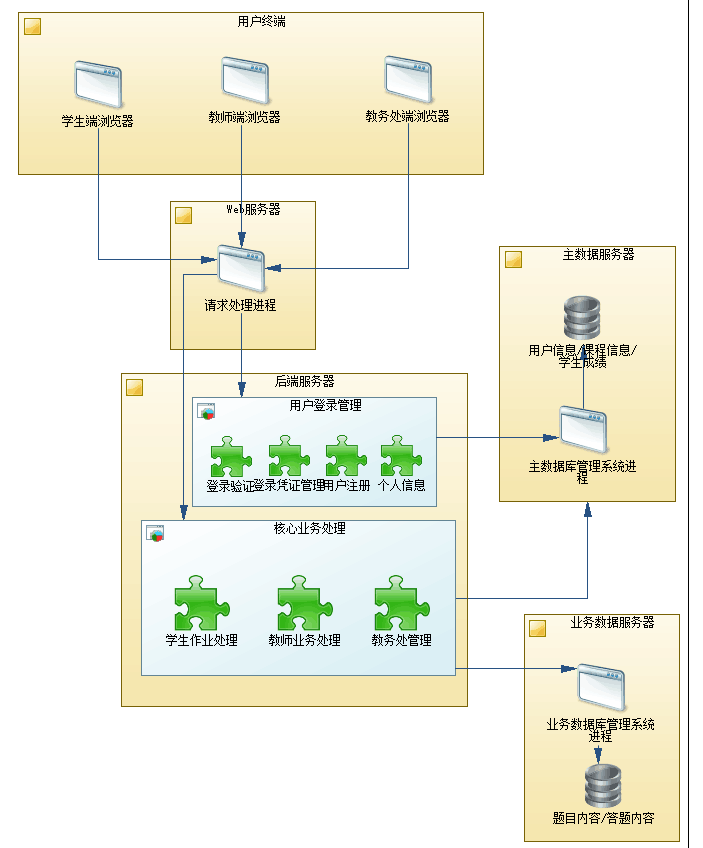 用户终端
学生端浏览器
教师端浏览器
教务处端浏览器
Web服务器
请求处理进程
主数据服务器
用户信息/课程信息/
学生成绩
主数据库管理系统进
程
后端服务器
用户登录管理
登录验证
登录凭证管理
用户注册
个人信息
核心业务处理
学生作业处理
教师业务处理
教务处管理
业务数据服务器
业务数据库管理系统
进程
题目内容/答题内容